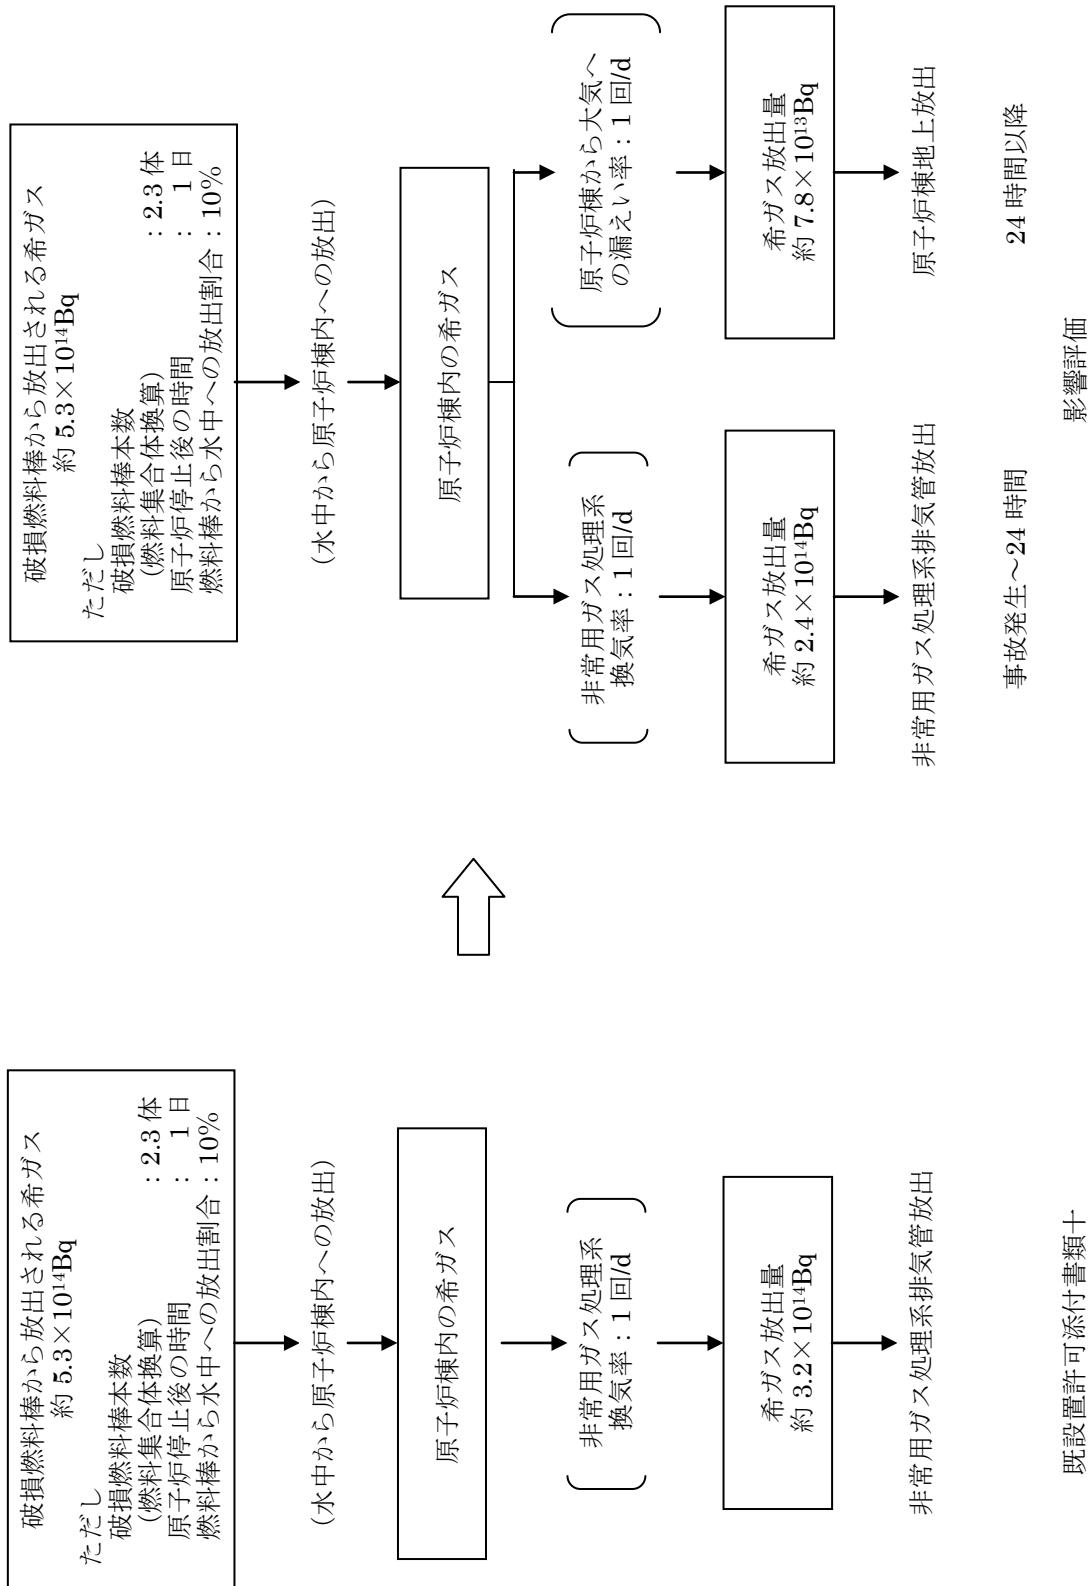 破損燃料棒から放出される希ガス
約 5.3×10¹⁴Bq
ただし
破損燃料棒本数
(燃料集合体換算) : 2.3 体
原子炉停止後の時間 : 1 日
燃料棒から水中への放出割合 : 10%
(水中から原子炉棟内への放出)
原子炉棟内の希ガス
非常用ガス処理系
換気率 : 1 回/d
希ガス放出量
約 3.2×10¹⁴Bq
非常用ガス処理系排気管放出
既設置許可添付書類十
破損燃料棒から放出される希ガス
約 5.3×10¹⁴Bq
ただし
破損燃料棒本数
(燃料集合体換算) : 2.3 体
原子炉停止後の時間 : 1 日
燃料棒から水中への放出割合 : 10%
(水中から原子炉棟内への放出)
原子炉棟内の希ガス
非常用ガス処理系
換気率 : 1 回/d
希ガス放出量
約 2.4×10¹⁴Bq
非常用ガス処理系排気管放出
事故発生～24 時間
原子炉棟から大気へ
の漏えい率 : 1 回/d
希ガス放出量
約 7.8×10¹³Bq
原子炉棟地上放出
24 時間以降
影響評価